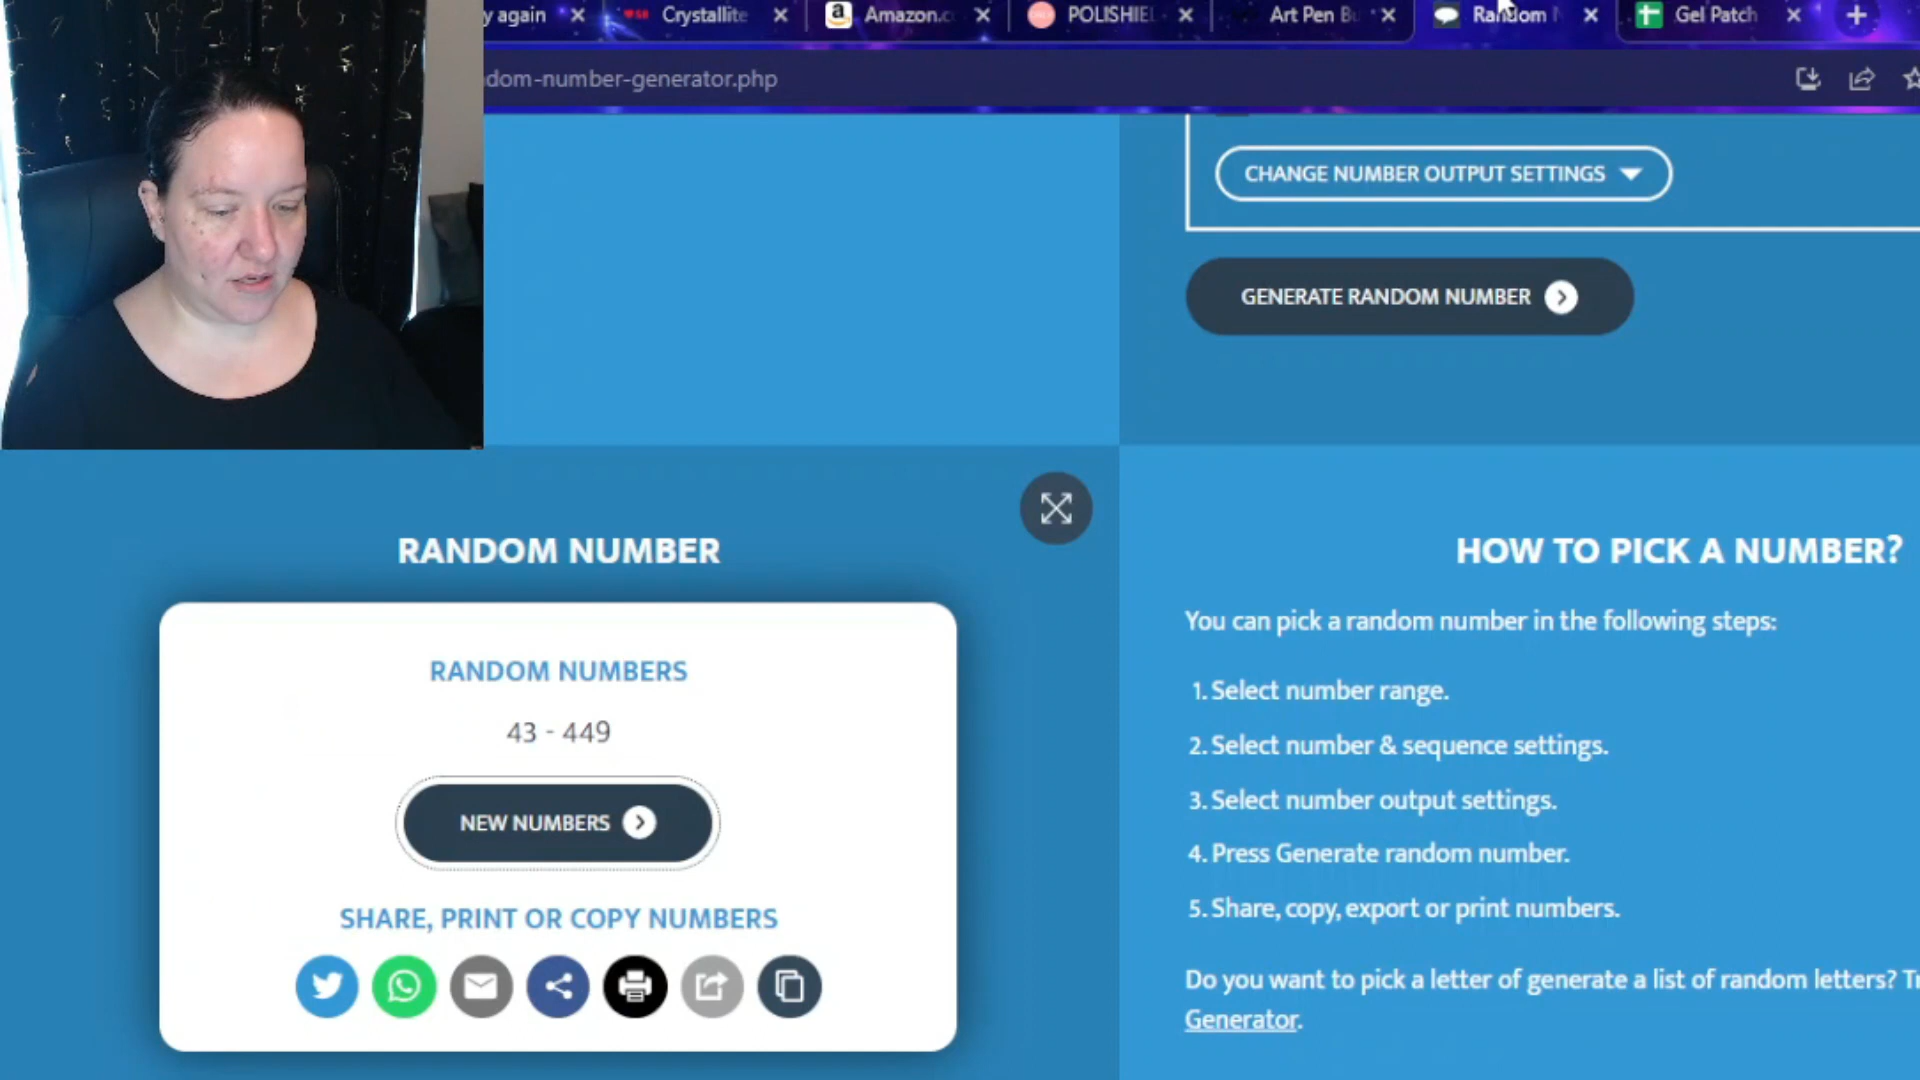 y again
Crystallite
Amazon.c
POLISHIEL
Art Pen Bu
Random
Gel Patch
dom-number-generator.php
CHANGE NUMBER OUTPUT SETTINGS
GENERATE RANDOM NUMBER
RANDOM NUMBER
RANDOM NUMBERS
43 - 449
NEW NUMBERS
SHARE, PRINT OR COPY NUMBERS
HOW TO PICK A NUMBER?
You can pick a random number in the following steps:
1. Select number range.
2. Select number & sequence settings.
3. Select number output settings.
4. Press Generate random number.
5. Share, copy, export or print numbers.
Do you want to pick a letter of generate a list of random letters? Tr
Generator.